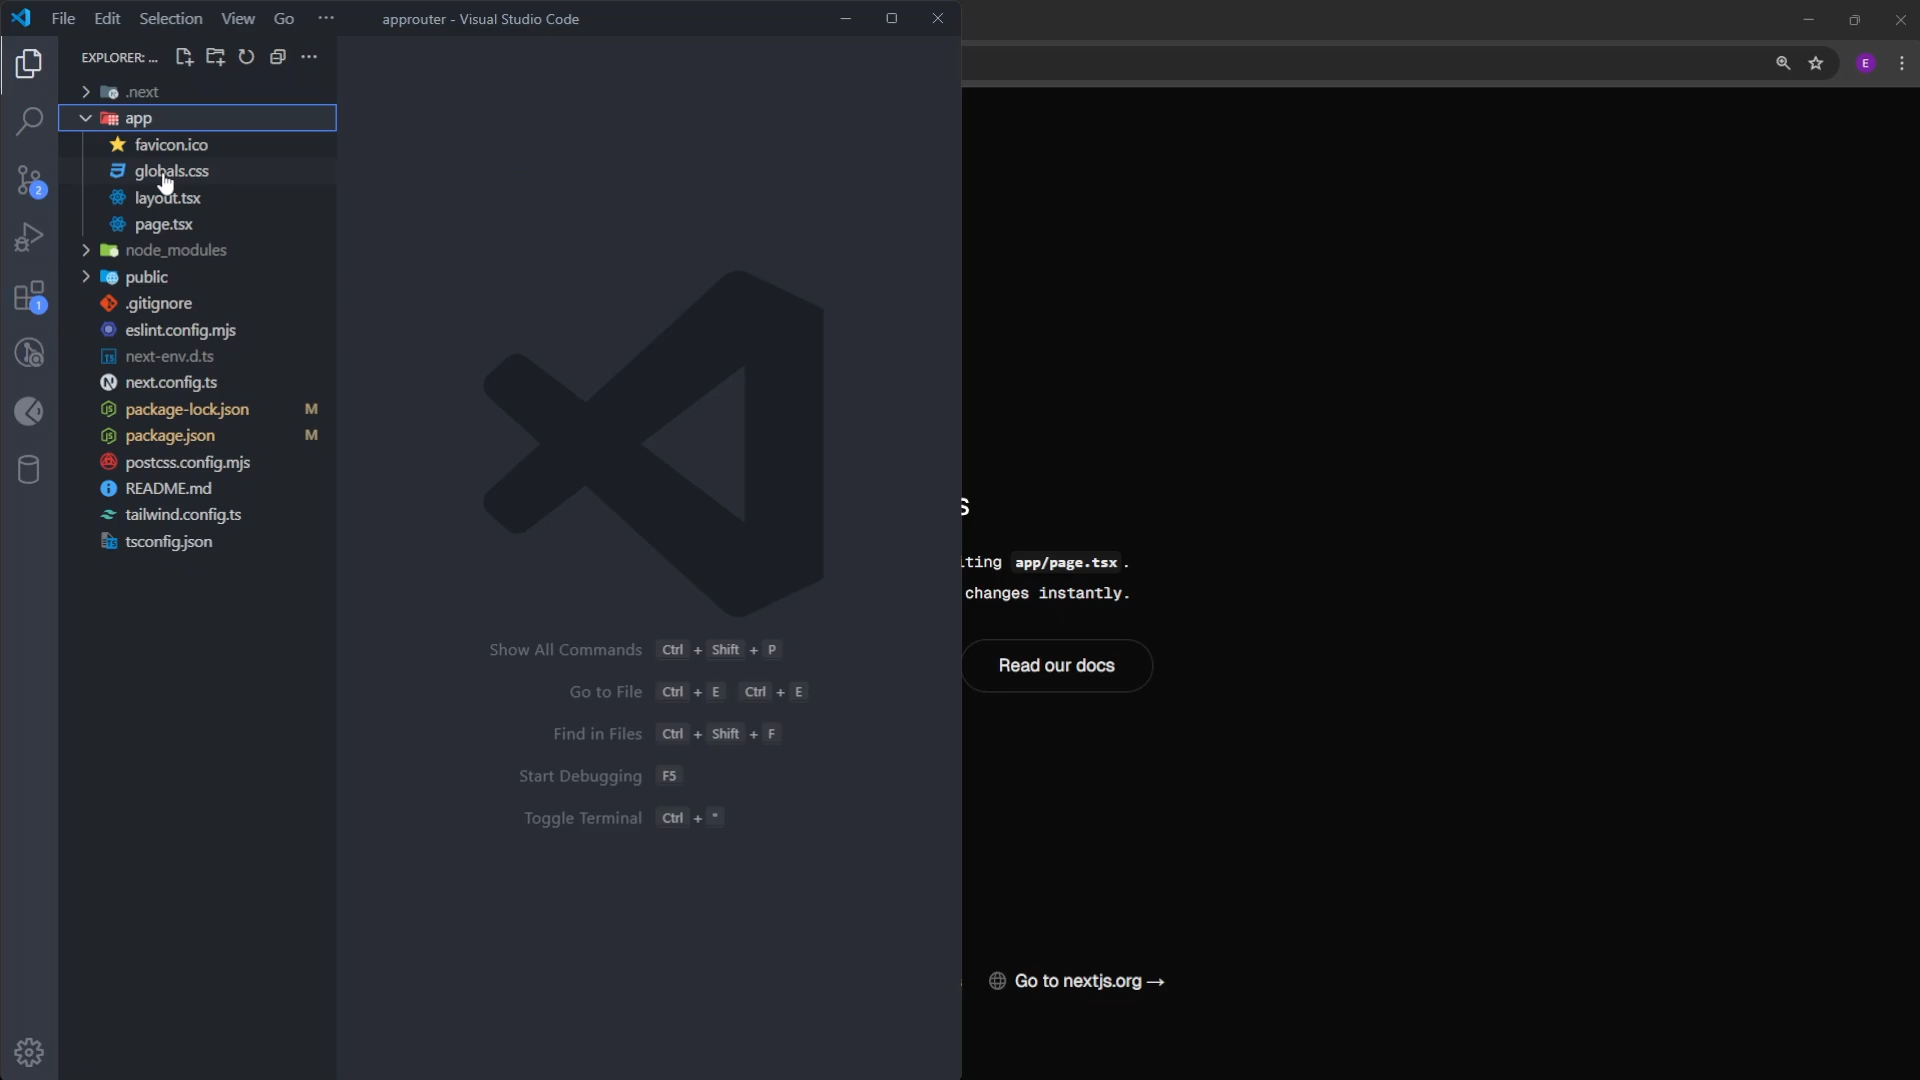 File Edit Selection View Go ··· approuter - Visual Studio Code
EXPLORER: ...
E
.next
app
favicon.ico
globals.css
layout.tsx
page.tsx
node_modules
public
.gitignore
eslint.config.mjs
next-env.d.ts
next.config.ts
package-lock.json M
package.json M
postcss.config.mjs
README.md
tailwind.config.ts
tsconfig.json
2
1
Show All Commands Ctrl + Shift + P
Go to File Ctrl + E Ctrl + E
Find in Files Ctrl + Shift + F
Start Debugging F5
Toggle Terminal Ctrl + "
s
iting app/page.tsx.
changes instantly.
Read our docs
Go to nextjs.org →